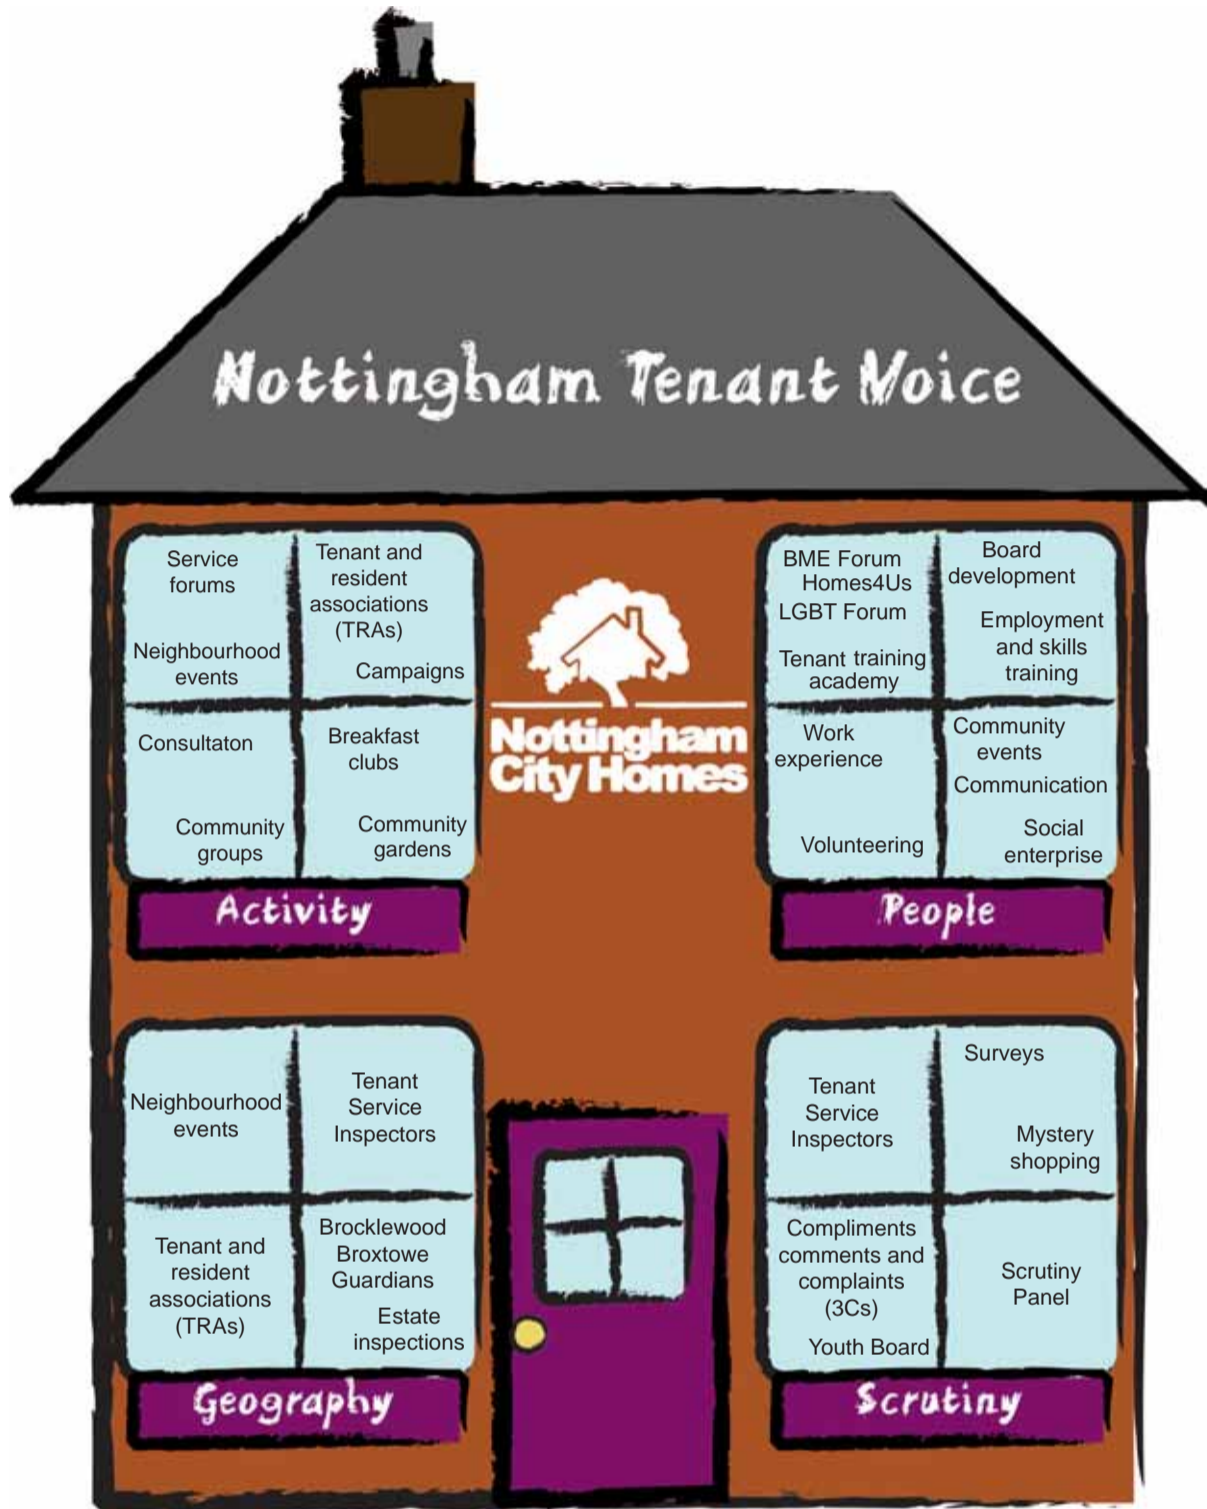 Nottingham Tenant Voice
Service
forums
Neighbourhood
events
Tenant and
resident
associations
(TRAs)
Campaigns
Consultaton
Community
groups
Breakfast
clubs
Community
gardens
Activity
Nottingham
City Homes
BME Forum
Homes4Us
LGBT Forum
Tenant training
academy
Board
development
Employment
and skills
training
Work
experience
Volunteering
Community
events
Communication
Social
enterprise
People
Neighbourhood
events
Tenant
Service
Inspectors
Tenant and
resident
associations
(TRAs)
Brocklewood
Broxtowe
Guardians
Estate
inspections
Geography
Tenant
Service
Inspectors
Surveys
Mystery
shopping
Compliments
comments and
complaints
(3Cs)
Youth Board
Scrutiny
Panel
Scrutiny